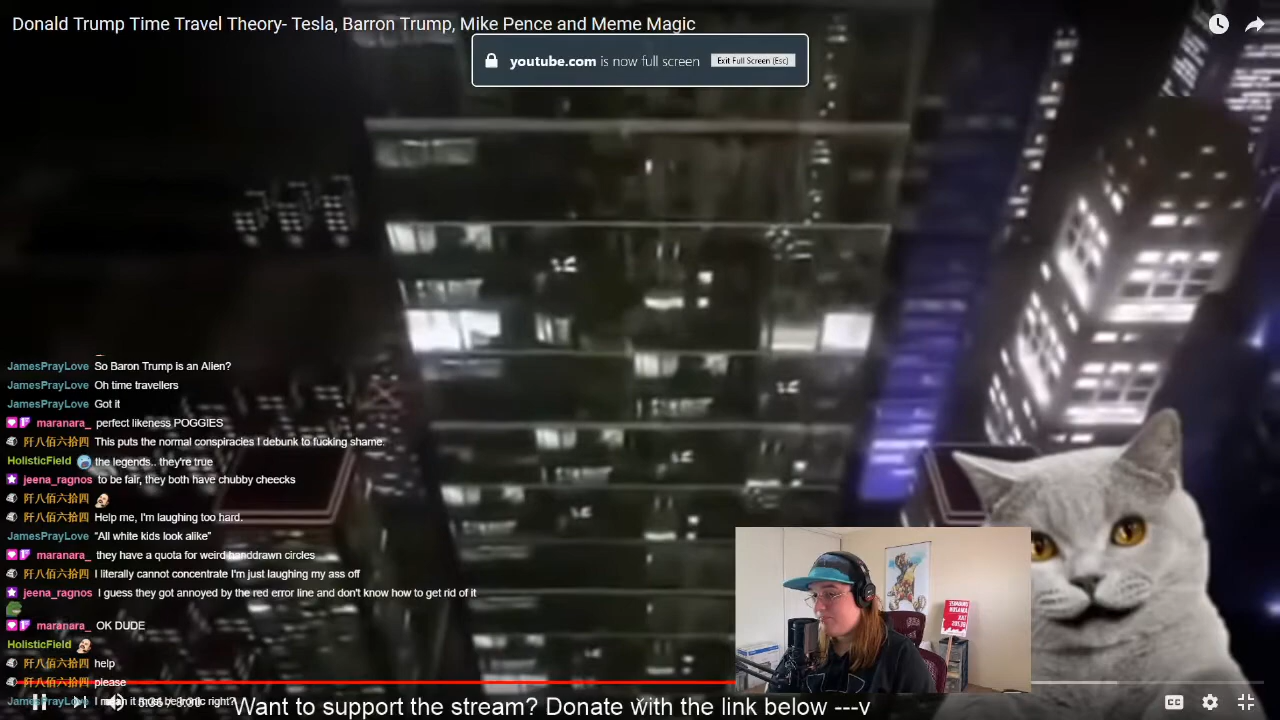 Donald Trump Time Travel Theory- Tesla, Barron Trump, Mike Pence and Meme Magic
youtube.com is now full screen Exit Full Screen (Esc)
JamesPrayLove So Baron Trump is an Alien?
JamesPrayLove Oh time travellers
JamesPrayLove Got it
maranara_ perfect likeness POGGIES
阡八佰六拾四 This puts the normal conspiracies I debunk to fucking shame.
HolisticField the legends.. they're true
jeena_ragnos to be fair, they both have chubby cheecks
阡八佰六拾四
阡八佰六拾四 Help me, I'm laughing too hard.
JamesPrayLove "All white kids look alike"
maranara_ they have a quota for weird handdrawn circles
阡八佰六拾四 I literally cannot concentrate I'm just laughing my ass off
jeena_ragnos I guess they got annoyed by the red error line and don't know how to get rid of it
maranara_ OK DUDE
HolisticField
阡八佰六拾四 help
阡八佰六拾四 please
JamesPrayLove I mean it must be ironic right?
Want to support the stream? Donate with the link below ---v
CC